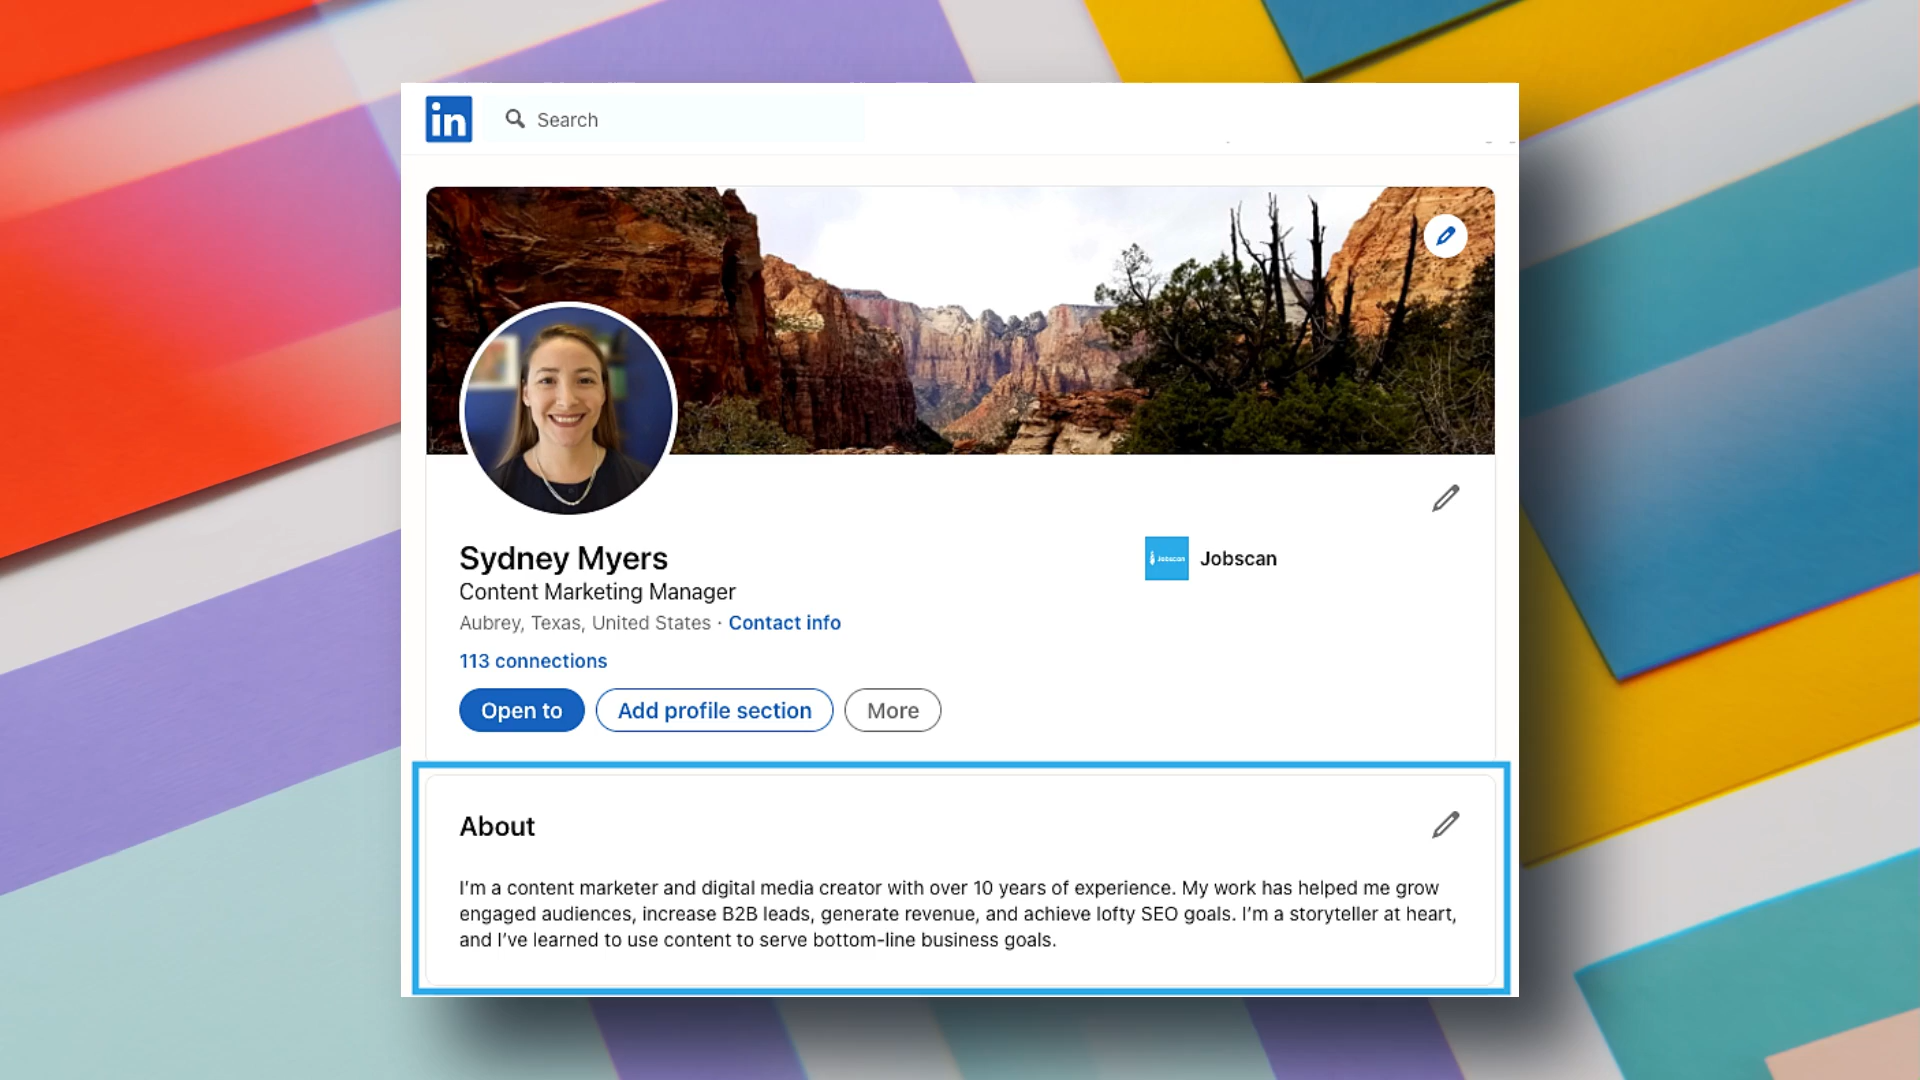 in
Search
Sydney Myers
Jobscan
Jobscan
Content Marketing Manager
Aubrey, Texas, United States · Contact info
113 connections
Open to
Add profile section
More
About
I’m a content marketer and digital media creator with over 10 years of experience. My work has helped me grow
engaged audiences, increase B2B leads, generate revenue, and achieve lofty SEO goals. I’m a storyteller at heart,
and I’ve learned to use content to serve bottom-line business goals.